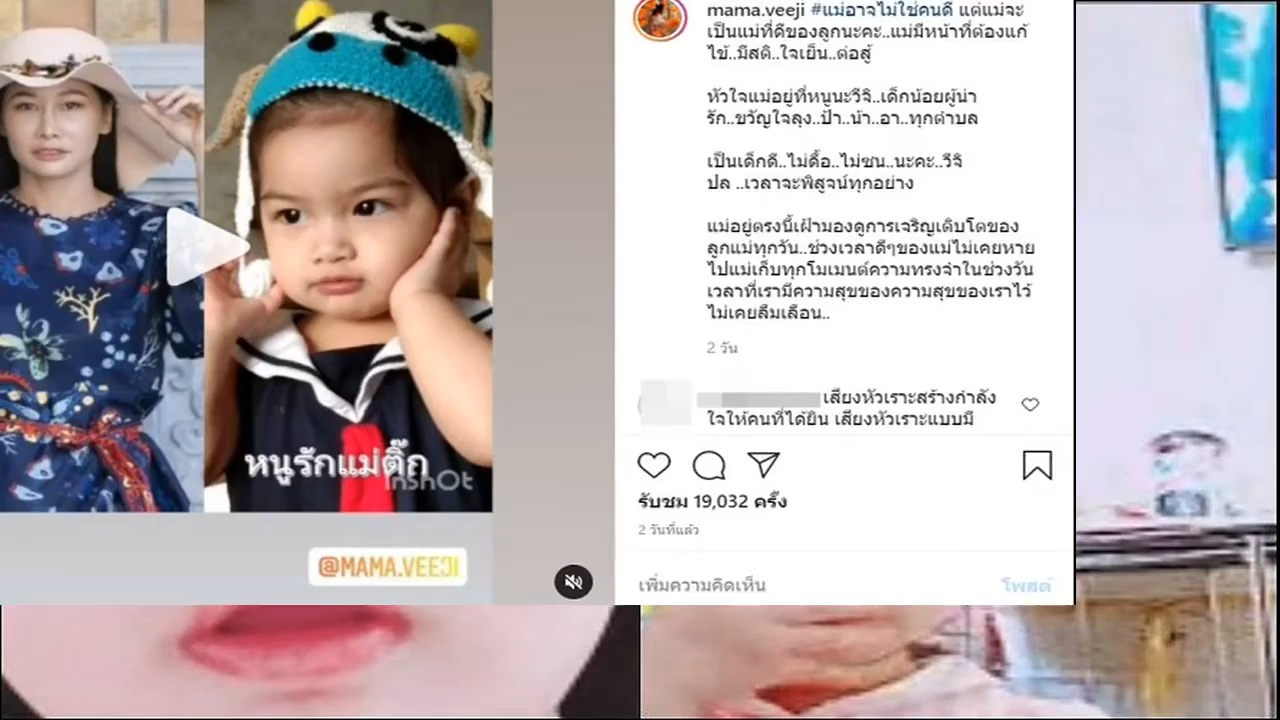 mama.veeji #แม่อาจไม่ใช่คนดี แต่แม่จะ
เป็นแม่ที่ดีของลูกนะคะ..แม่มีหน้าที่ต้องแก้
ไข้..มีสติ..ใจเย็น..ต่อสู้
หัวใจแม่อยู่ที่หนูนะวีจิ..เด็กน้อยผู้น่า
รัก..ขวัญใจลุง..ป้า..น้า..อา..ทุกตำบล
เป็นเด็กดี..ไม่ดื้อ..ไม่ซน..นะคะ..วีจิ
ปล ..เวลาจะพิสูจน์ทุกอย่าง
แม่อยู่ตรงนี้เฝ้ามองดูการเจริญเติบโตของ
ลูกแม่ทุกวัน..ช่วงเวลาดีๆของแม่ไม่เคยหาย
ไปแม่เก็บทุกโมเมนต์ความทรงจำในช่วงวัน
เวลาที่เรามีความสุขของความสุขของเราไว้
ไม่เคยลืมเลือน..
2 วัน
เสียงหัวเราะสร้างกำลัง
ใจให้คนที่ได้ยิน เสียงหัวเราะแบบมี
รับชม 19,032 ครั้ง
2 วันที่แล้ว
เพิ่มความคิดเห็น
โพสต์
หนูรักแม่ติ๊ก
InShOt
@MAMA.VEEJI